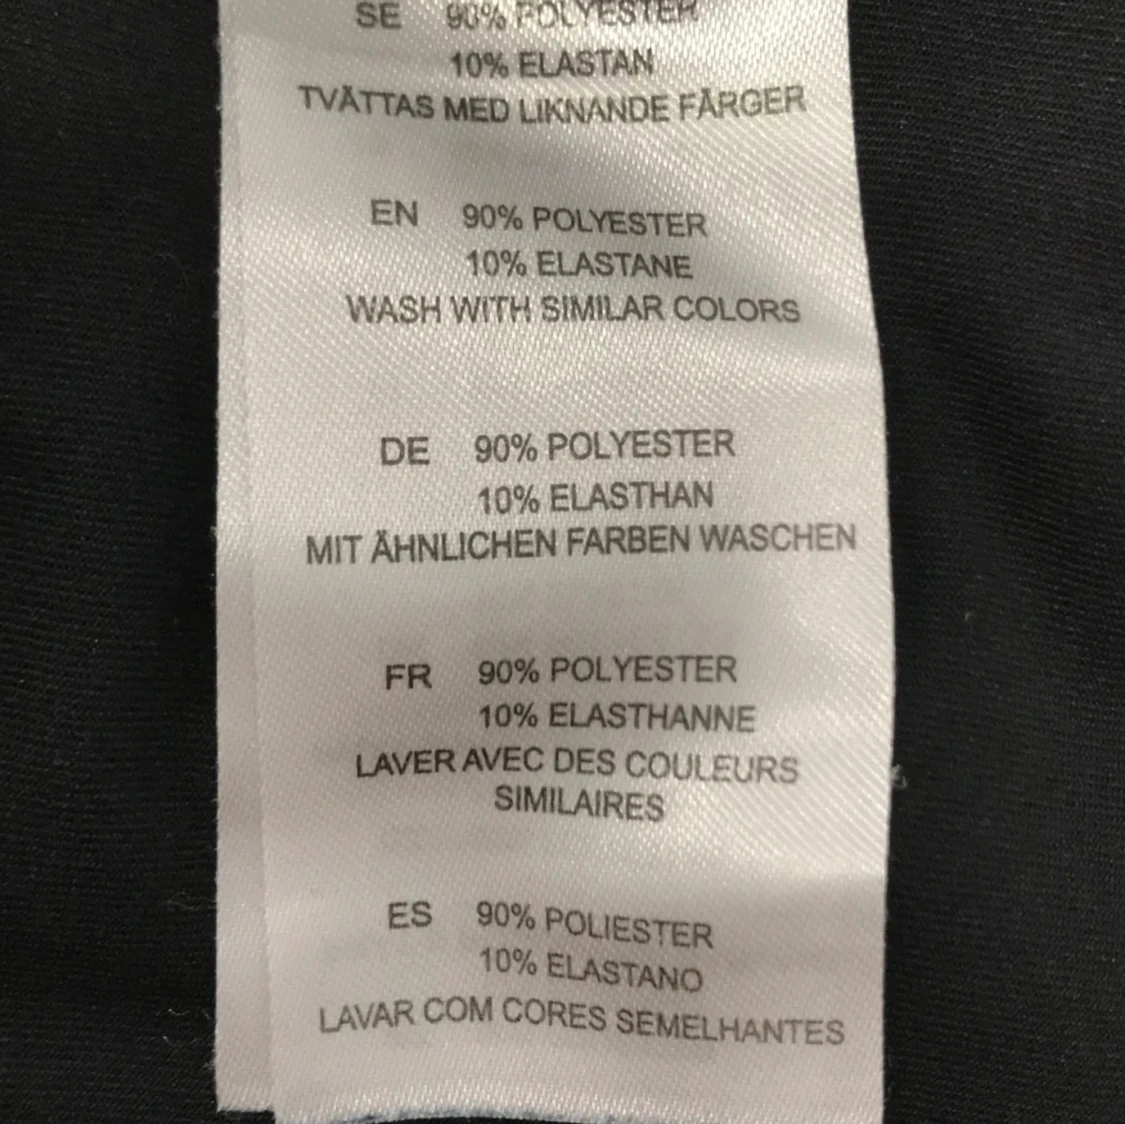 SE 90% POLYESTER
10% ELASTAN
TVÄTTAS MED LIKNANDE FÄRGER
EN 90% POLYESTER
10% ELASTANE
WASH WITH SIMILAR COLORS
DE 90% POLYESTER
10% ELASTHAN
MIT ÄHNLICHEN FARBEN WASCHEN
FR 90% POLYESTER
10% ELASTHANNE
LAVER AVEC DES COULEURS
SIMILAIRES
ES 90% POLIESTER
10% ELASTANO
LAVAR COM CORES SEMELHANTES